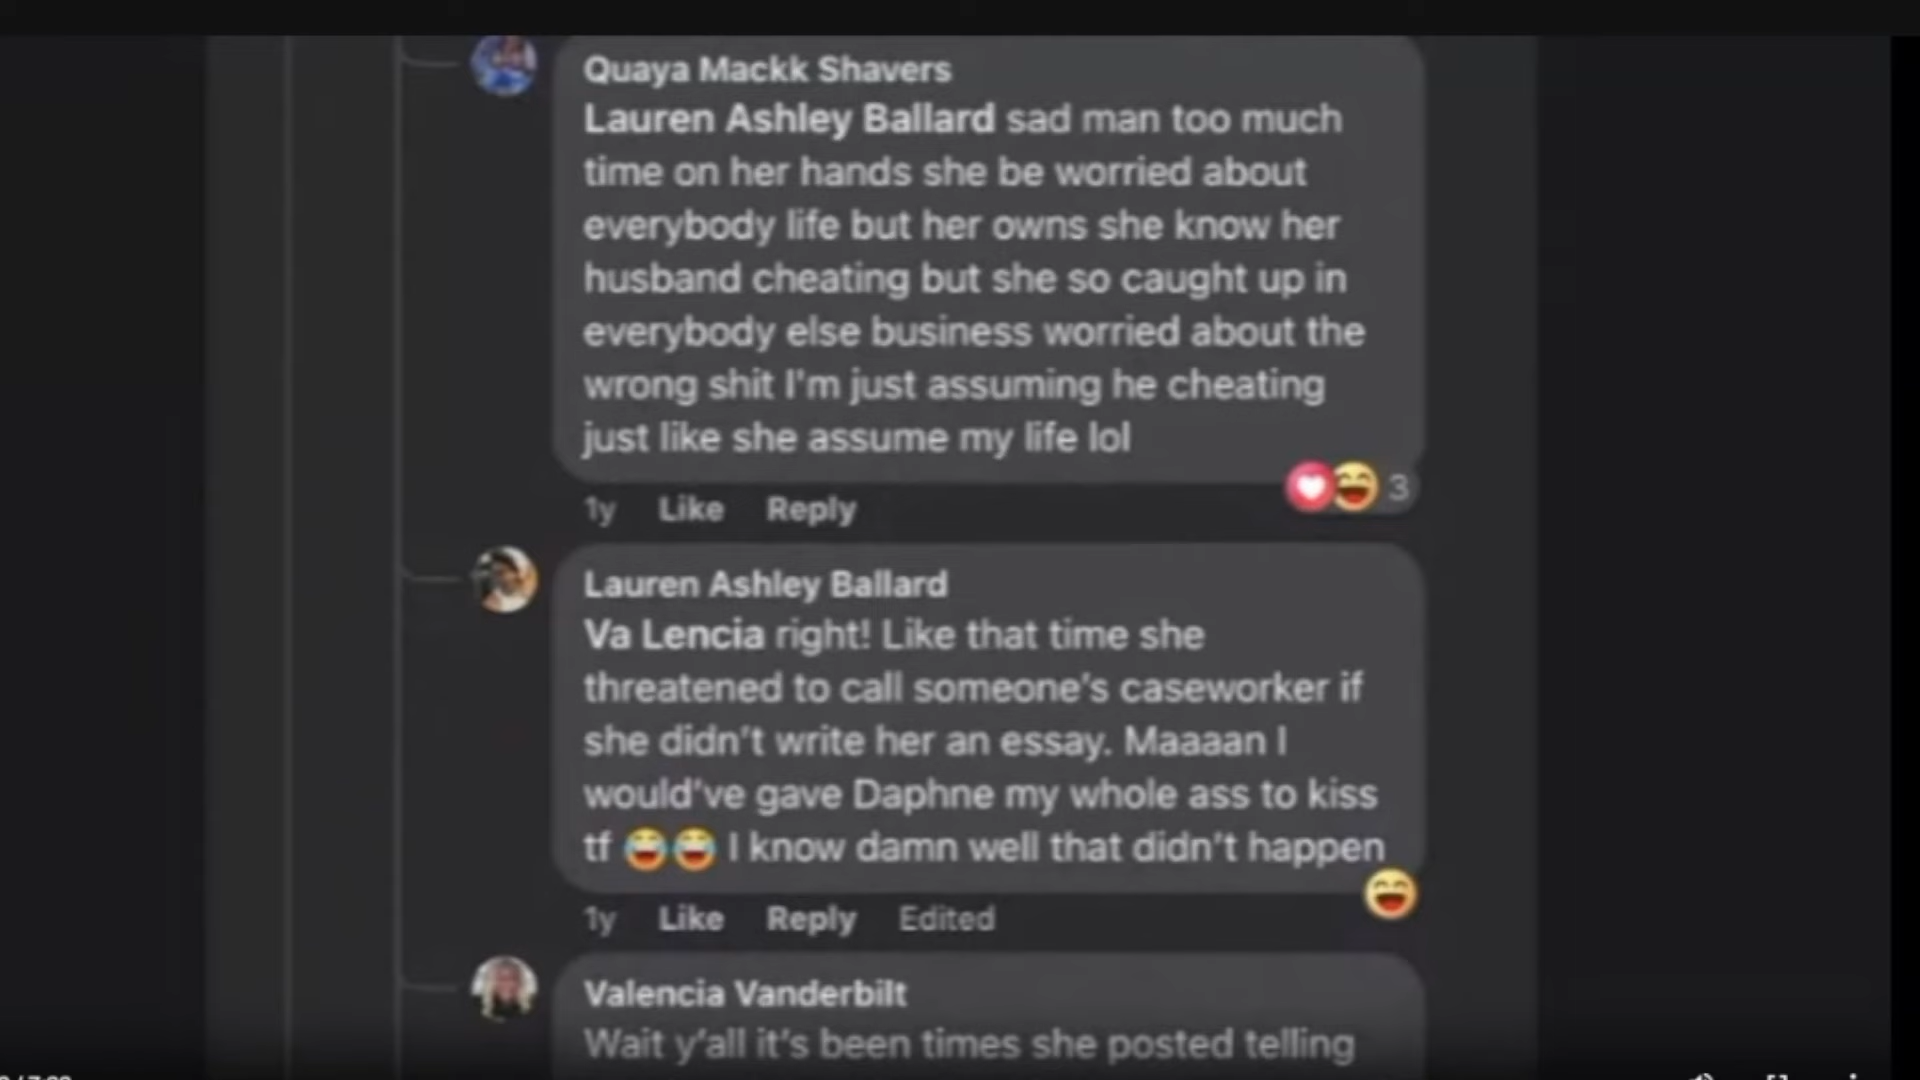 Quaya Mackk Shavers
Lauren Ashley Ballard sad man too much
time on her hands she be worried about
everybody life but her owns she know her
husband cheating but she so caught up in
everybody else business worried about the
wrong shit I'm just assuming he cheating
just like she assume my life lol
3
1y Like Reply
Lauren Ashley Ballard
Va Lencia right! Like that time she
threatened to call someone's caseworker if
she didn't write her an essay. Maaaan I
would've gave Daphne my whole ass to kiss
tf 😂😂 I know damn well that didn't happen
1y Like Reply Edited
Valencia Vanderbilt
Wait y'all it's been times she posted telling